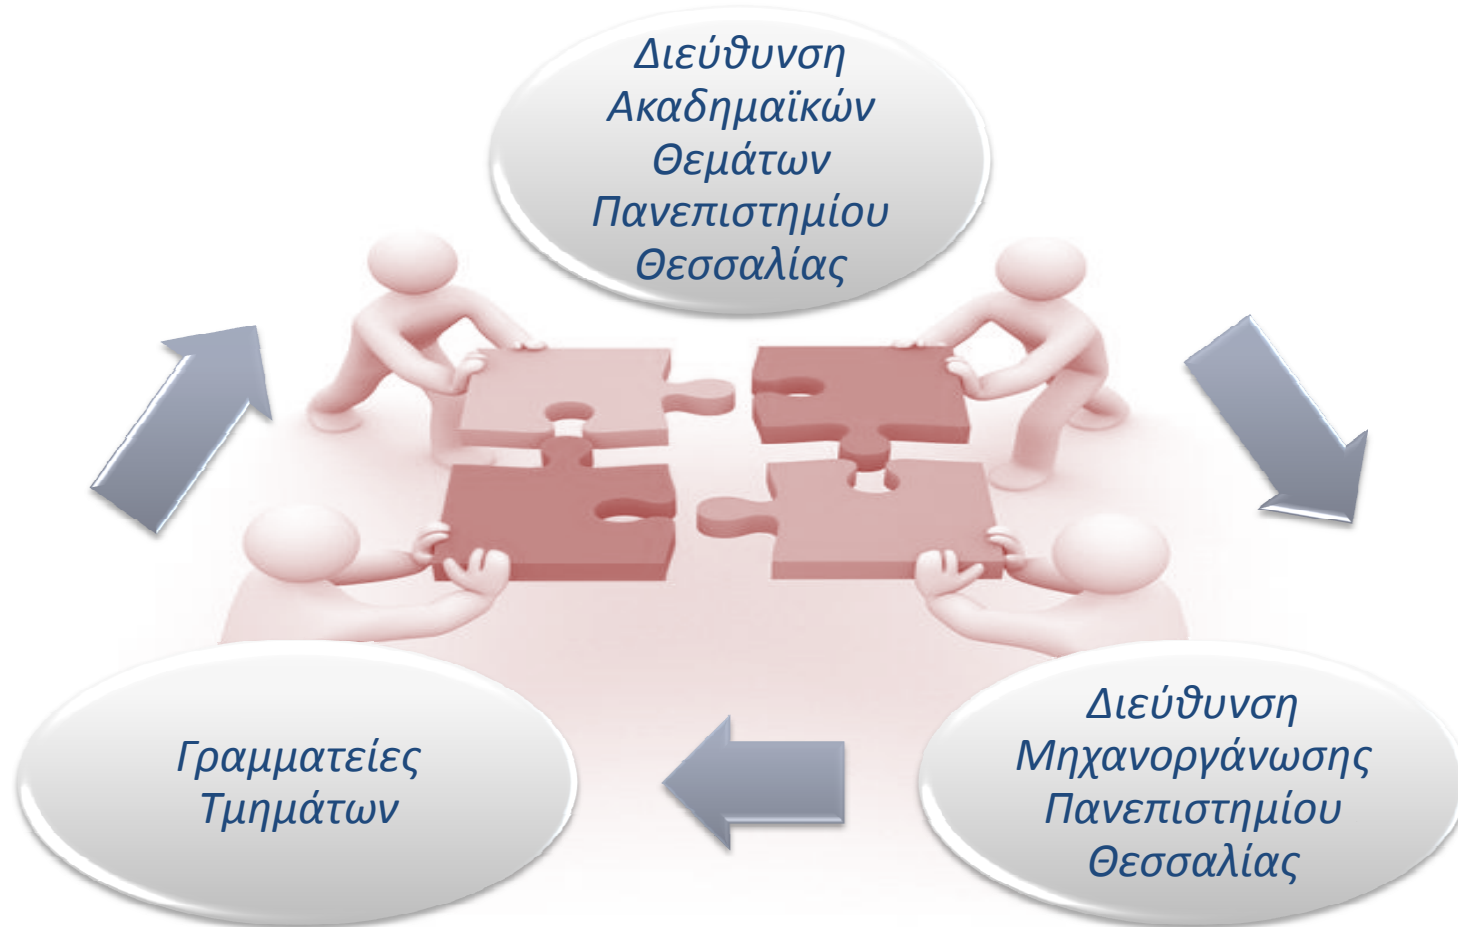 Διεύθυνση
Ακαδημαϊκών
Θεμάτων
Πανεπιστημίου
Θεσσαλίας
Γραμματείες
Τμημάτων
Διεύθυνση
Μηχανοργάνωσης
Πανεπιστημίου
Θεσσαλίας